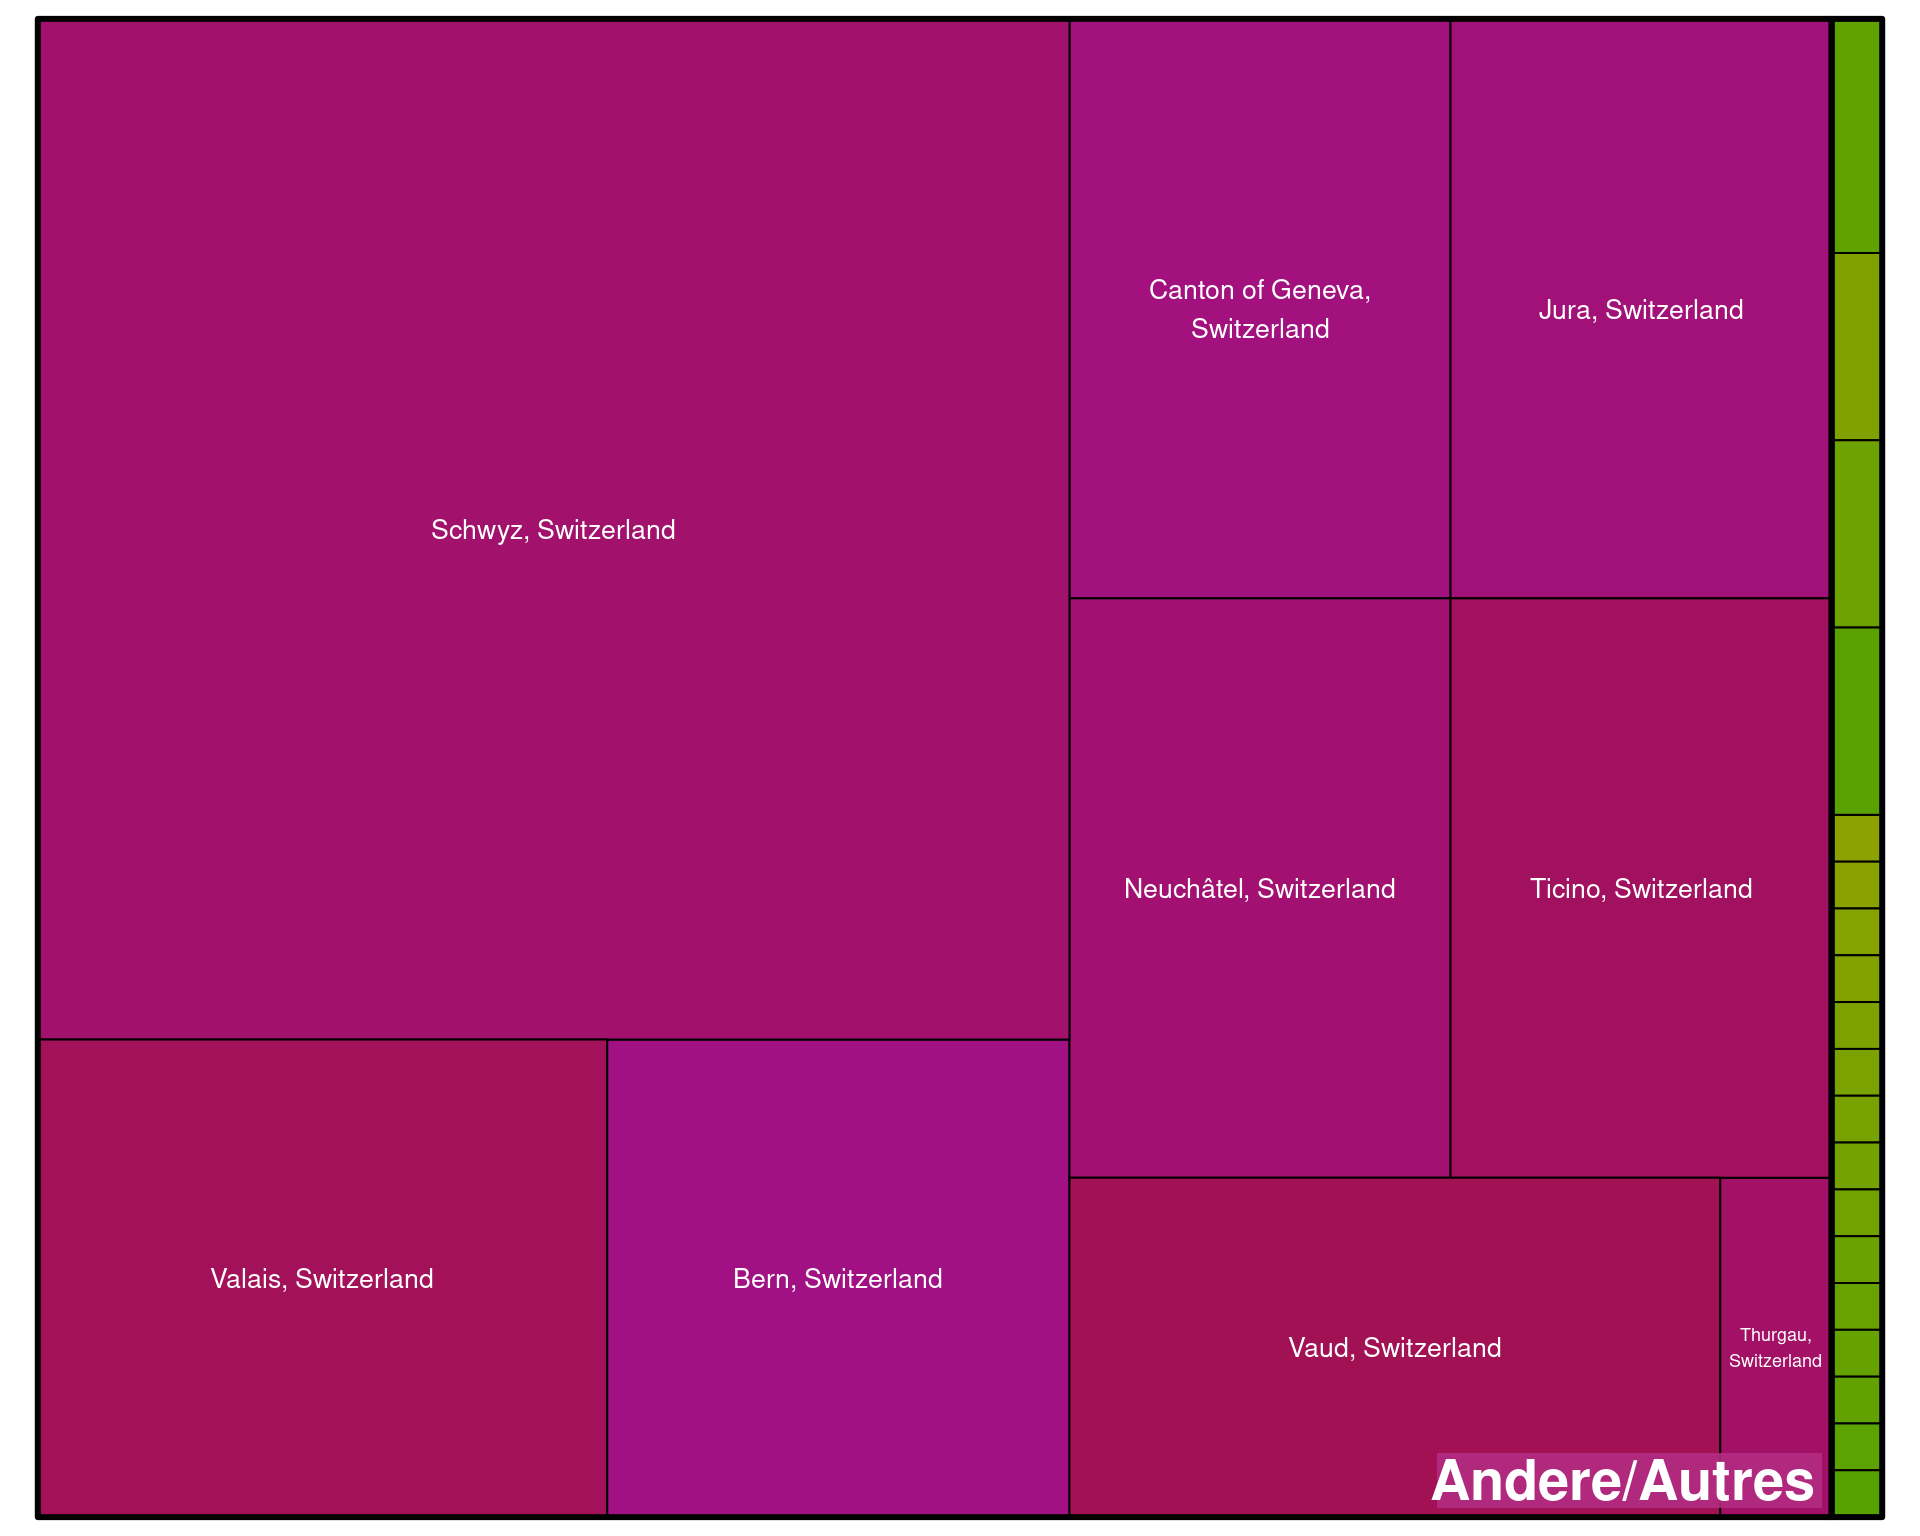 Canton of Geneva,
Switzerland
Jura, Switzerland
Schwyz, Switzerland
Neuchâtel, Switzerland
Ticino, Switzerland
Valais, Switzerland
Bern, Switzerland
Vaud, Switzerland
Thurgau,
Switzerland
Andere/Autres